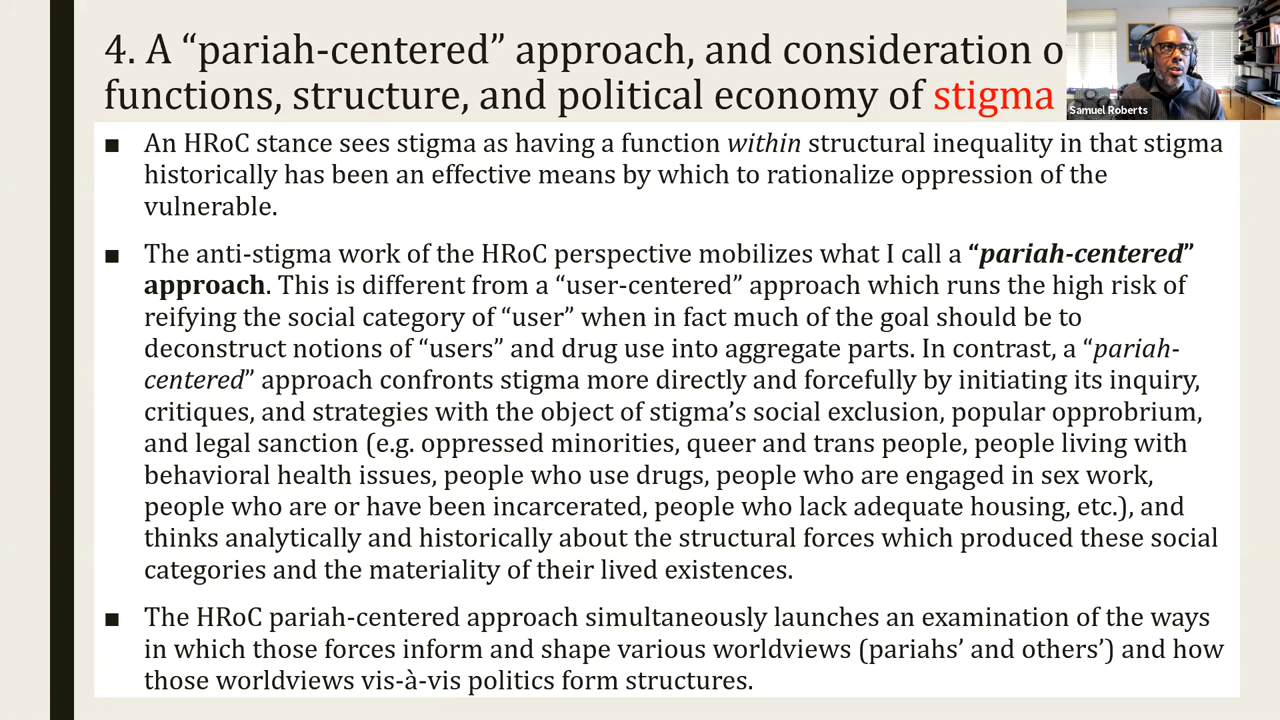 4. A “pariah-centered” approach, and consideration o
functions, structure, and political economy of stigma
Samuel Roberts
■ An HRoC stance sees stigma as having a function within structural inequality in that stigma
historically has been an effective means by which to rationalize oppression of the
vulnerable.
■ The anti-stigma work of the HRoC perspective mobilizes what I call a “pariah-centered”
approach. This is different from a “user-centered” approach which runs the high risk of
reifying the social category of “user” when in fact much of the goal should be to
deconstruct notions of “users” and drug use into aggregate parts. In contrast, a “pariah-
centered” approach confronts stigma more directly and forcefully by initiating its inquiry,
critiques, and strategies with the object of stigma’s social exclusion, popular opprobrium,
and legal sanction (e.g. oppressed minorities, queer and trans people, people living with
behavioral health issues, people who use drugs, people who are engaged in sex work,
people who are or have been incarcerated, people who lack adequate housing, etc.), and
thinks analytically and historically about the structural forces which produced these social
categories and the materiality of their lived existences.
■ The HRoC pariah-centered approach simultaneously launches an examination of the ways
in which those forces inform and shape various worldviews (pariahs’ and others’) and how
those worldviews vis-à-vis politics form structures.